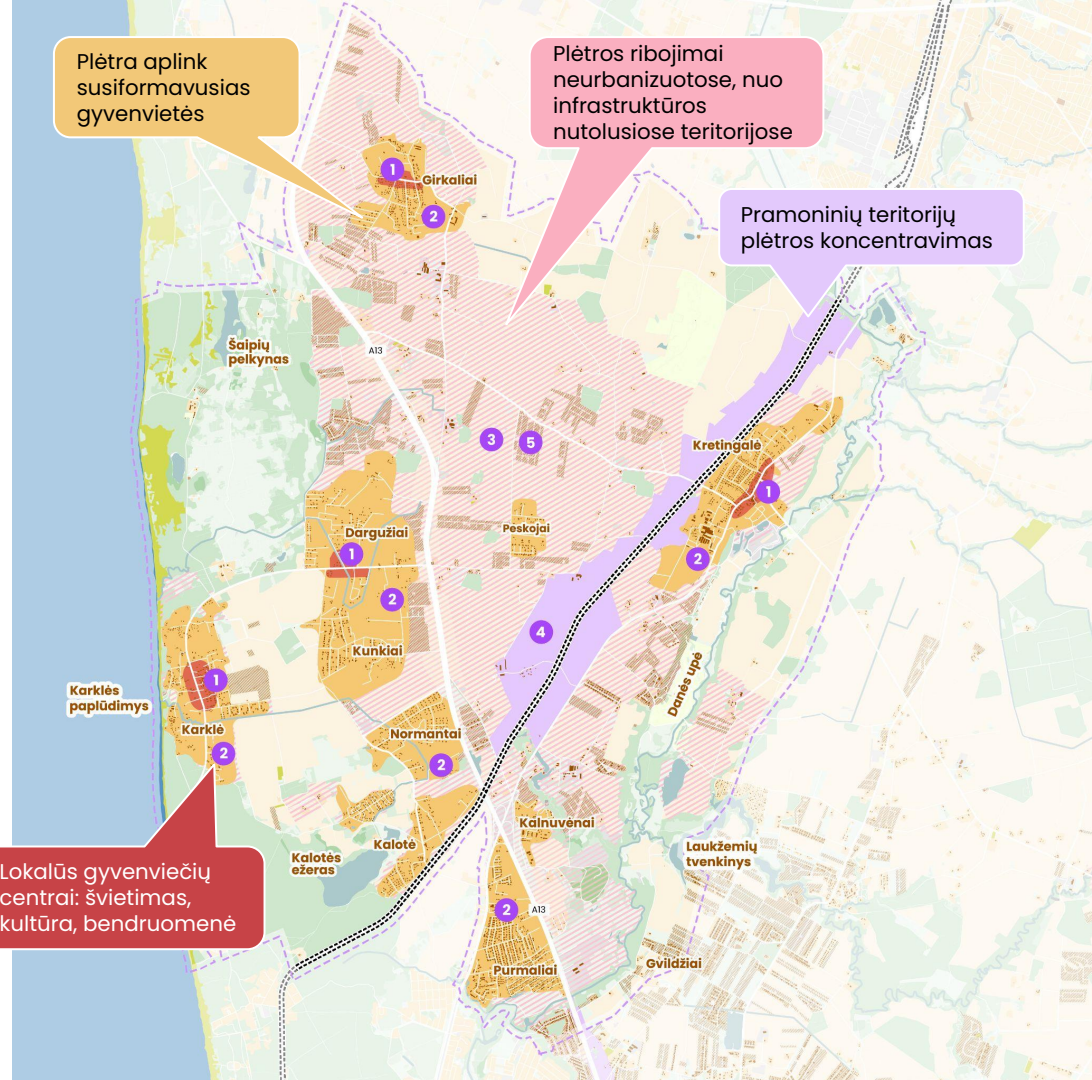 Plėtra aplink
susiformavusias
gyvenvietės
Plėtros ribojimai
neurbanizuotose, nuo
infrastruktūros
nutolusiose teritorijose
Pramoninių teritorijų
plėtros koncentravimas
1
Girkaliai
2
Šaipių
pelkynas
A13
3
5
Kretingalė
1
Peskojai
Dargužiai
1
2
2
4
Kunkiai
Danės upė
1
Karklės
paplūdimys
Karklė
2
Normantai
2
Kalnuvėnai
Kalotė
Kalotės
ežeras
Laukžemių
tvenkinys
Lokalūs gyvenviečių
centrai: švietimas,
kultūra, bendruomenė
2
A13
Purmaliai
Gvildžiai